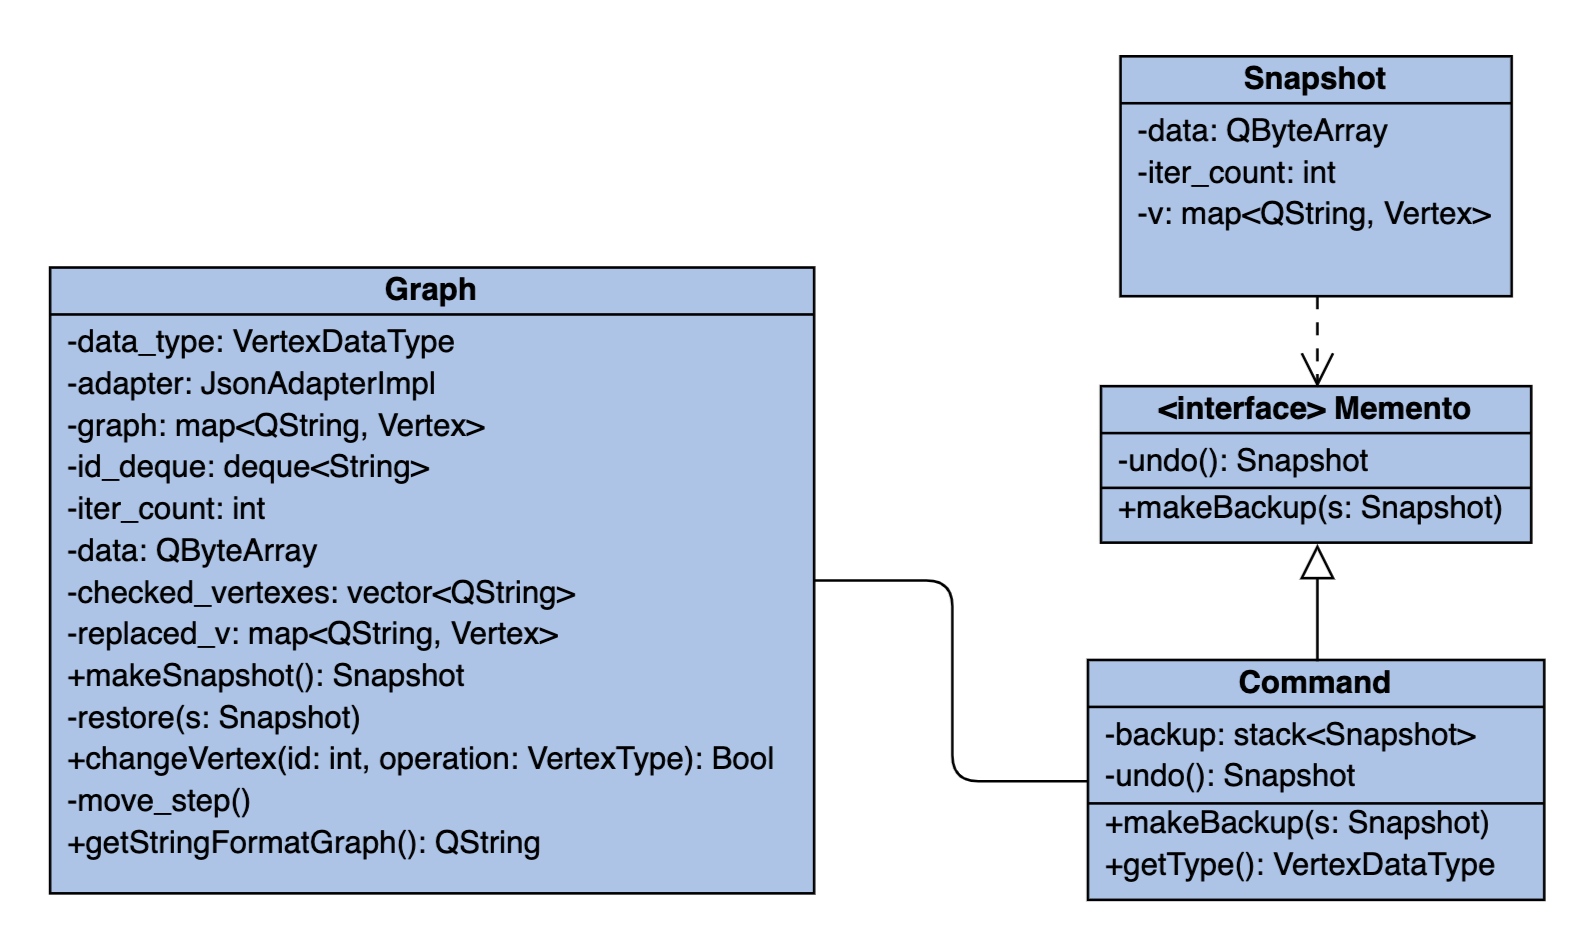 Snapshot
-data: QByteArray
-iter_count: int
-v: map<QString, Vertex>
Graph
-data_type: VertexDataType
-adapter: JsonAdapterImpl
-graph: map<QString, Vertex>
-id_deque: deque<String>
-iter_count: int
-data: QByteArray
-checked_vertexes: vector<QString>
-replaced_v: map<QString, Vertex>
+makeSnapshot(): Snapshot
-restore(s: Snapshot)
+changeVertex(id: int, operation: VertexType): Bool
-move_step()
+getStringFormatGraph(): QString
<interface> Memento
-undo(): Snapshot
+makeBackup(s: Snapshot)
Command
-backup: stack<Snapshot>
-undo(): Snapshot
+makeBackup(s: Snapshot)
+getType(): VertexDataType